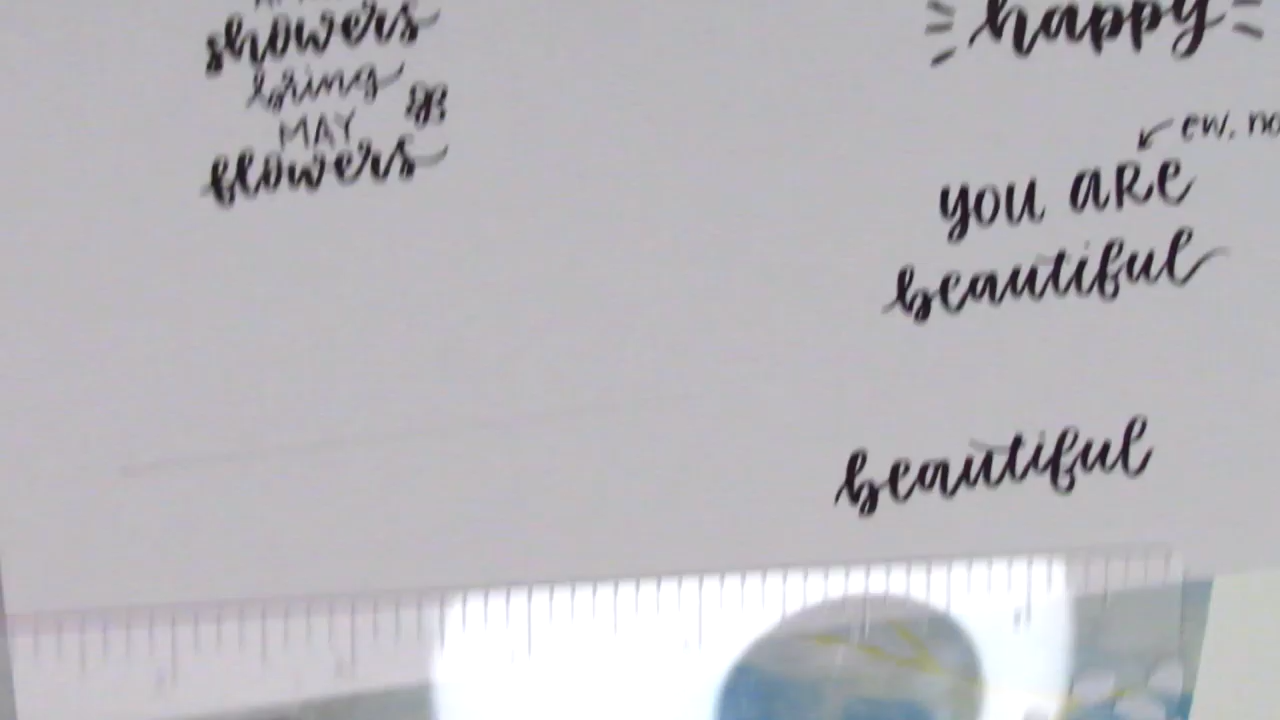 showers
bring
MAY
flowers
happy
ew, no
you are
beautiful
beautiful